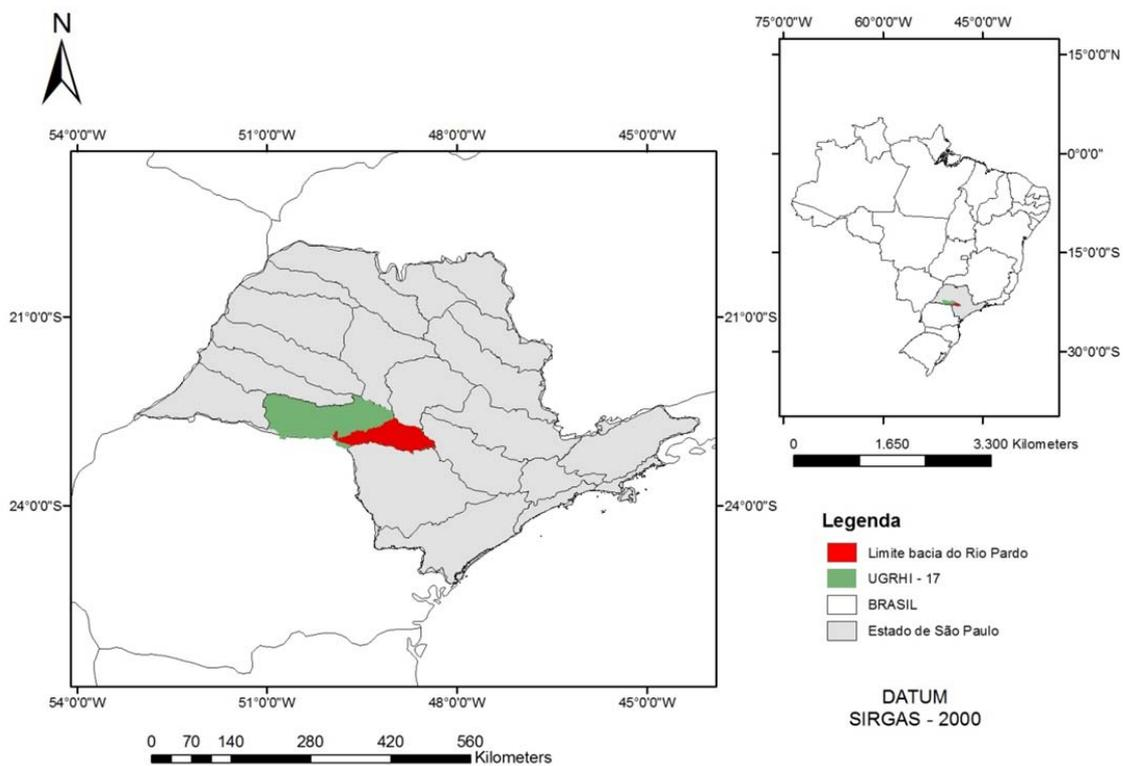 N
54°0'0"W 51°0'0"W 48°0'0"W 45°0'0"W
21°0'0"S 21°0'0"S
24°0'0"S 24°0'0"S
54°0'0"W 51°0'0"W 48°0'0"W 45°0'0"W
0 70 140 280 420 560
Kilometers
75°0'0"W 60°0'0"W 45°0'0"W
15°0'0"N
0°0'0"
15°0'0"S
30°0'0"S
0 1.650 3.300 Kilometers
Legenda
Limite bacia do Rio Pardo
UGRHI - 17
BRASIL
Estado de São Paulo
DATUM
SIRGAS - 2000